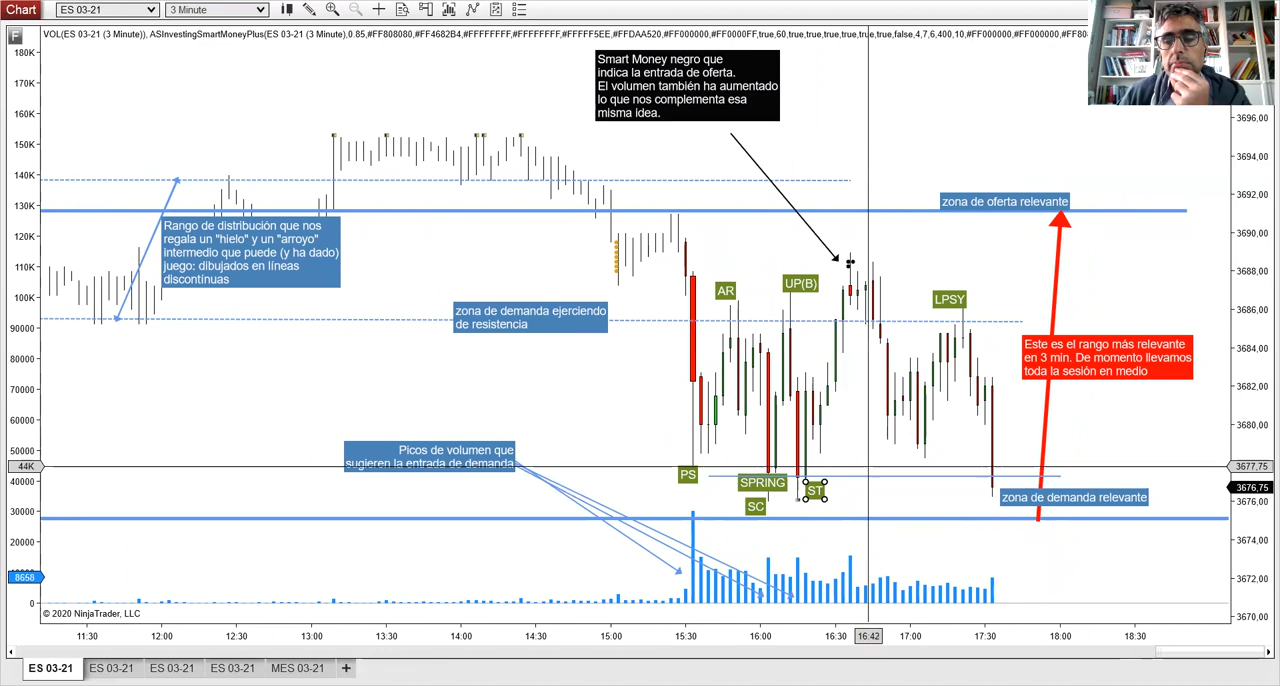 Chart
ES 03-21
3 Minute
F
VOL(ES 03-21 (3 Minute)), ASInvestingSmartMoneyPlus(ES 03-21 (3 Minute),0.85,#FF808080,#FF4682B4,#FFFFFFFF,#FFFFFFFF,#FFFFF5EE,#FFDAA520,#FF000000,#FF0000FF,true,60,true,true,true,true,true,true,false,4,7,6,400,10,#FF000000,#FF000000,#FF80
Smart Money negro que
indica la entrada de oferta.
El volumen también ha aumentado
lo que nos complementa esa
misma idea.
zona de oferta relevante
Rango de distribución que nos
regala un "hielo" y un "arroyo"
intermedio que puede (y ha dado)
juego: dibujados en líneas
discontínuas
zona de demanda ejerciendo
de resistencia
AR
UP(B)
LPSY
Este es el rango más relevante
en 3 min. De momento llevamos
toda la sesión en medio
Picos de volumen que
sugieren la entrada de demanda
PS
SPRING
ST
SC
zona de demanda relevante
180K
170K
160K
150K
140K
130K
120K
110K
100K
90000
80000
70000
60000
50000
44K
40000
30000
20000
8658
0
3696,00
3694,00
3692,00
3690,00
3688,00
3686,00
3684,00
3682,00
3680,00
3677,75
3676,75
3676,00
3674,00
3672,00
3670,00
© 2020 NinjaTrader, LLC
11:30
12:00
12:30
13:00
13:30
14:00
14:30
15:00
15:30
16:00
16:30
16:42
17:00
17:30
18:00
18:30
ES 03-21
ES 03-21
ES 03-21
ES 03-21
MES 03-21
+